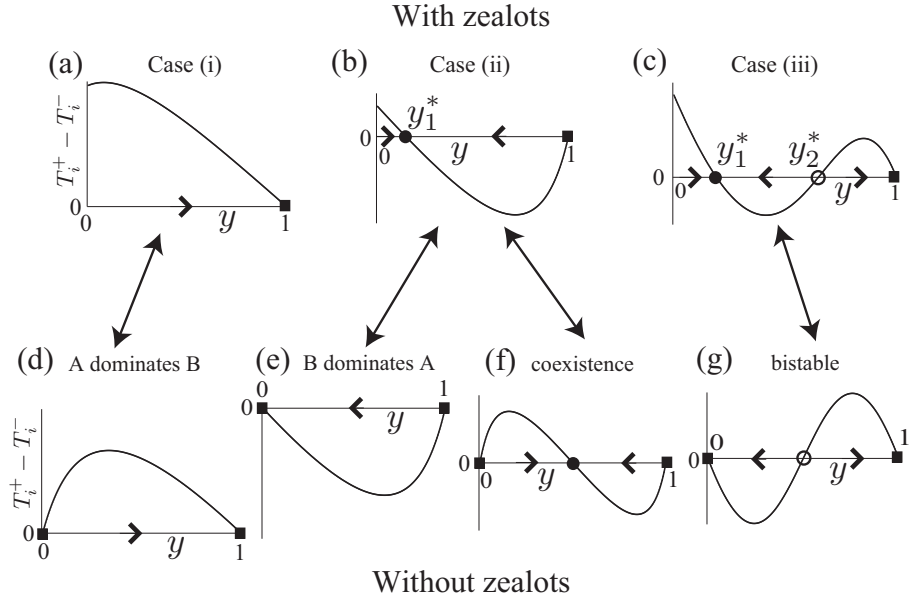 With zealots
(a) Case (i)
T_i^+ − T_i^-
0
0
y
1
(b) Case (ii)
y_1^*
0
0
y
1
(c) Case (iii)
y_1^*
y_2^*
0
0
y
1
(d) A dominates B
T_i^+ − T_i^-
0
0
y
1
(e) B dominates A
0
1
0
y
(f) coexistence
0
0
y
1
(g) bistable
0
1
0
y
Without zealots